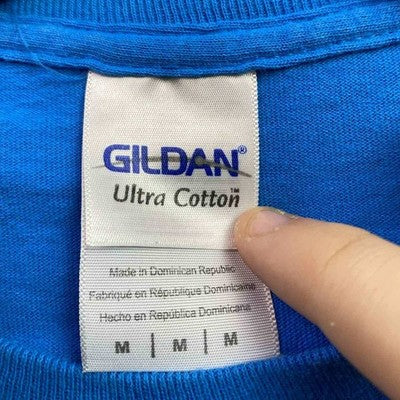 GILDAN®
Ultra Cotton™
Made in Dominican Republic
Fabriqué en République Dominicaine
Hecho en República Dominicana
M | M | M